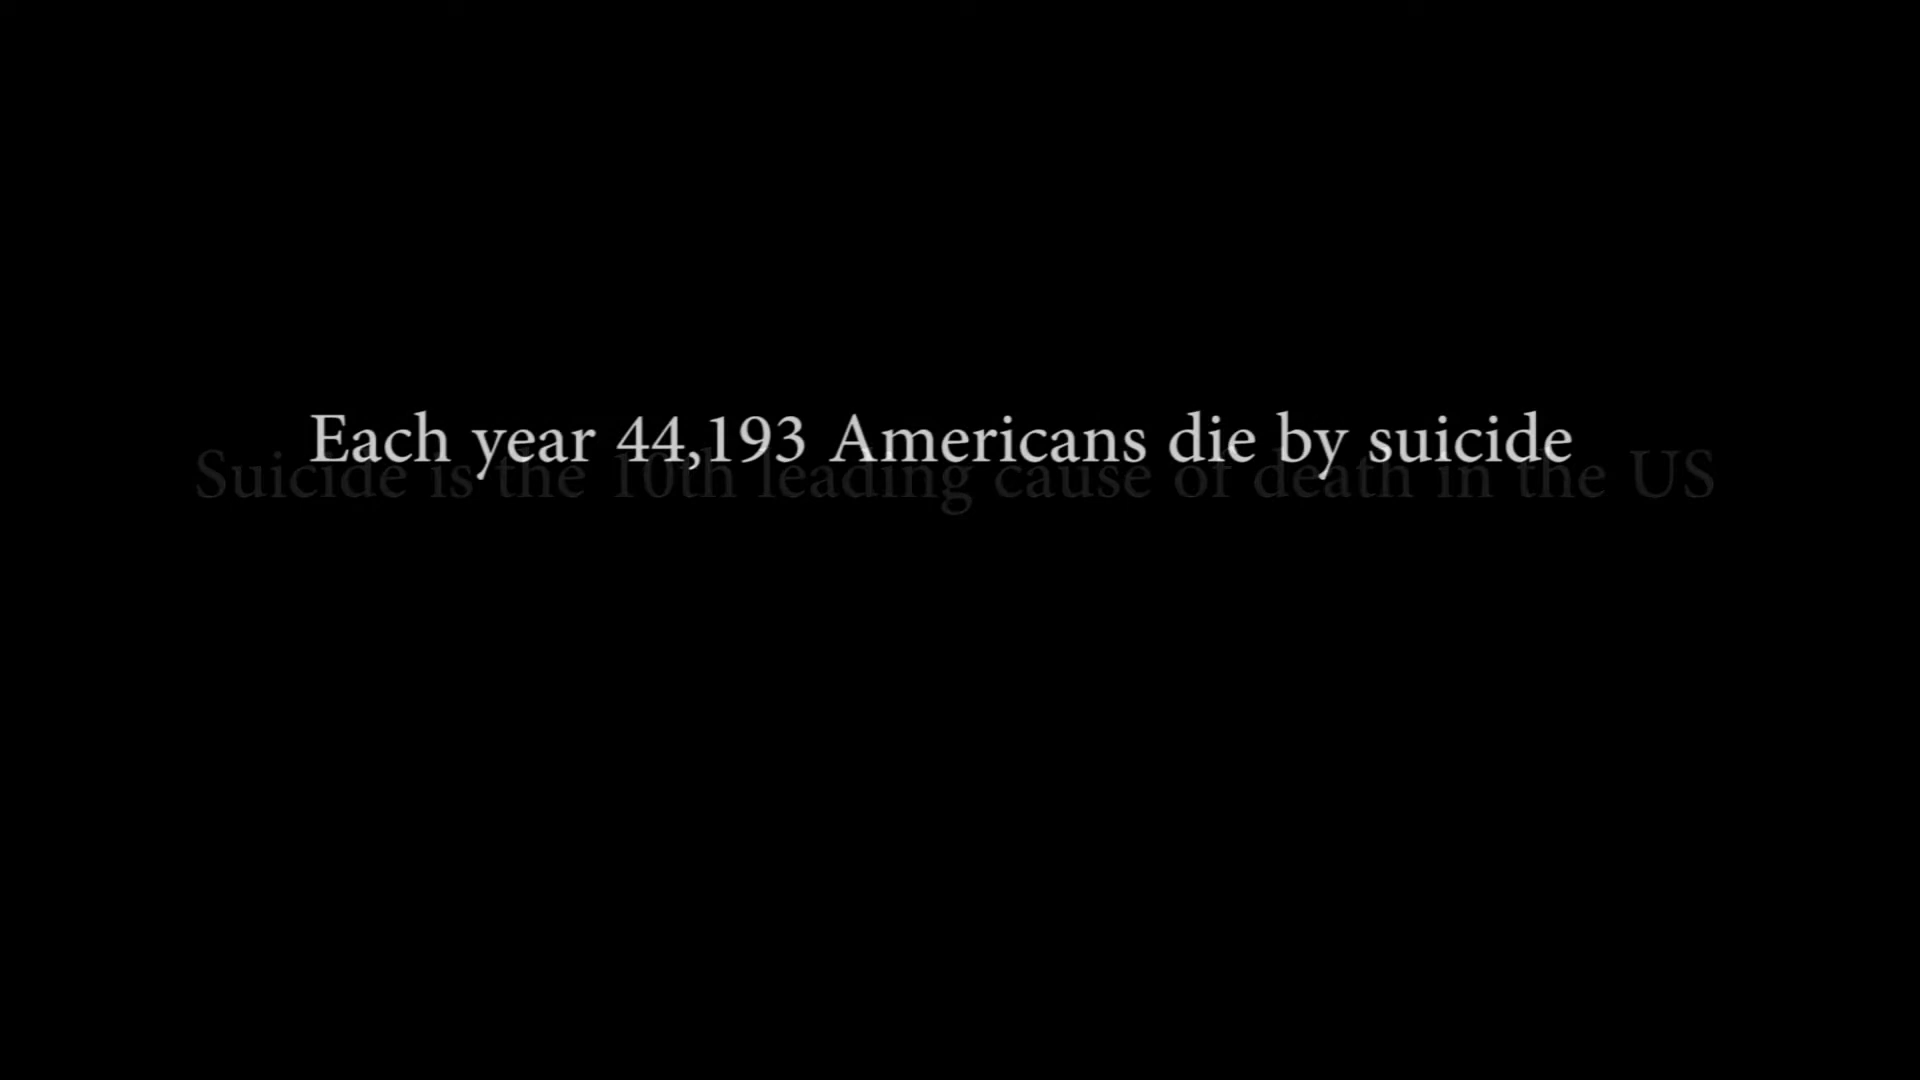 Each year 44,193 Americans die by suicide
Suicide is the 10th leading cause of death in the US